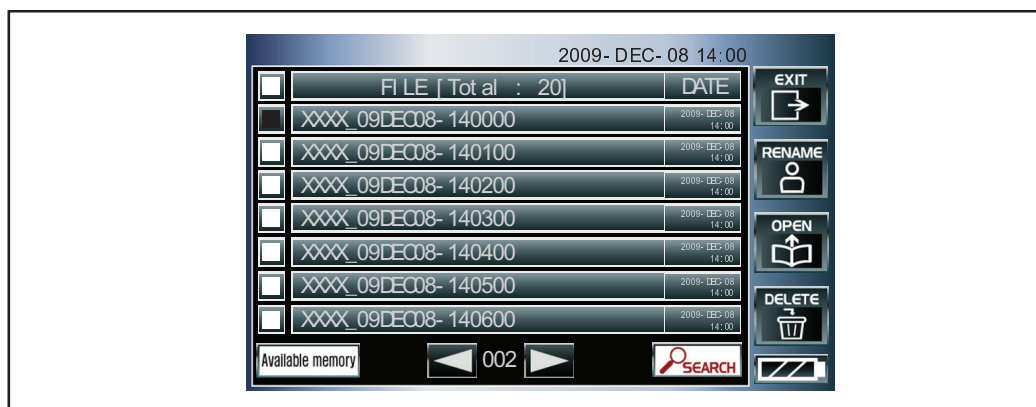 2009-DEC-08 14:00
FILE [Total : 20] DATE
EXIT
XXXX_09DEC08-140000 2009-DEC-08 14:00
XXXX_09DEC08-140100 2009-DEC-08 14:00
RENAME
XXXX_09DEC08-140200 2009-DEC-08 14:00
XXXX_09DEC08-140300 2009-DEC-08 14:00
OPEN
XXXX_09DEC08-140400 2009-DEC-08 14:00
XXXX_09DEC08-140500 2009-DEC-08 14:00
DELETE
XXXX_09DEC08-140600 2009-DEC-08 14:00
Available memory 002 SEARCH